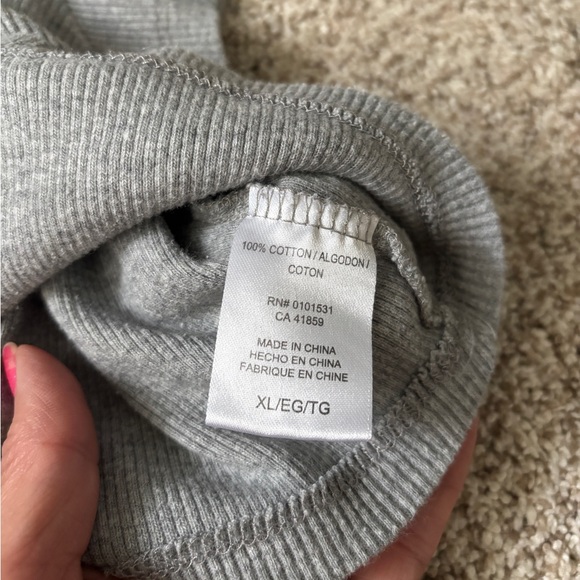 100% COTTON / ALGODON /
COTON
RN# 0101531
CA 41859
MADE IN CHINA
HECHO EN CHINA
FABRIQUE EN CHINE
XL/EG/TG